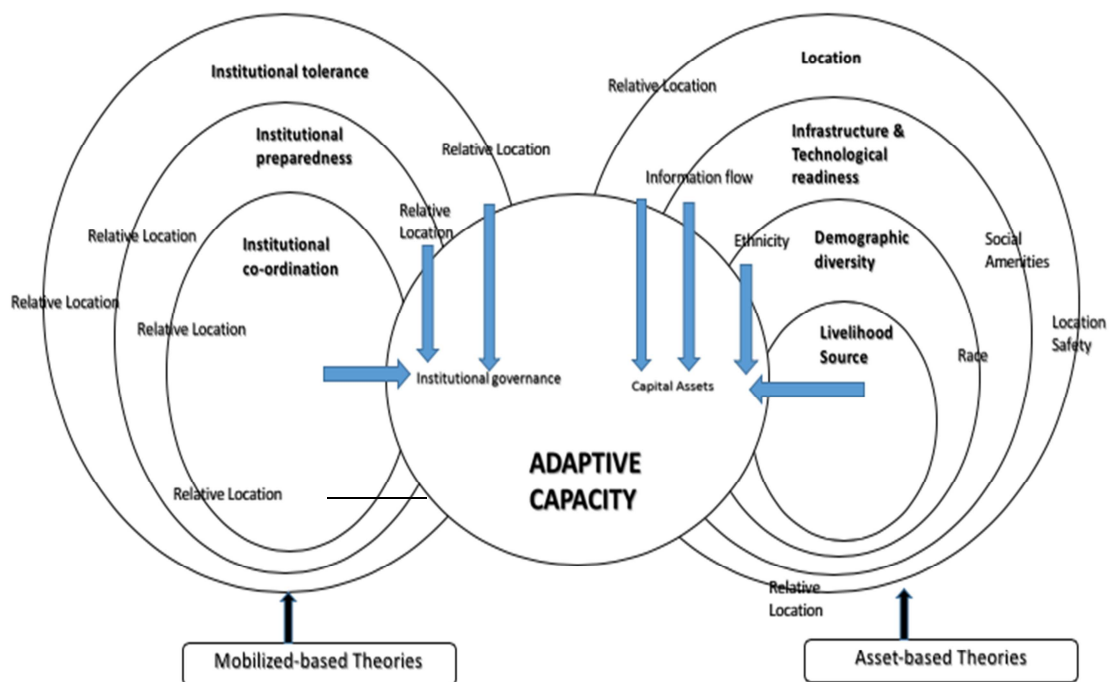 Institutional tolerance
Location
Relative Location
Institutional
preparedness
Infrastructure &
Technological
readiness
Relative Location
Information flow
Relative
Location
Relative Location
Institutional
co-ordination
Ethnicity
Demographic
diversity
Social
Amenities
Relative Location
Relative Location
Livelihood
Source
Race
Location
Safety
Institutional governance
Capital Assets
ADAPTIVE
CAPACITY
Relative Location
Relative
Location
Mobilized-based Theories
Asset-based Theories